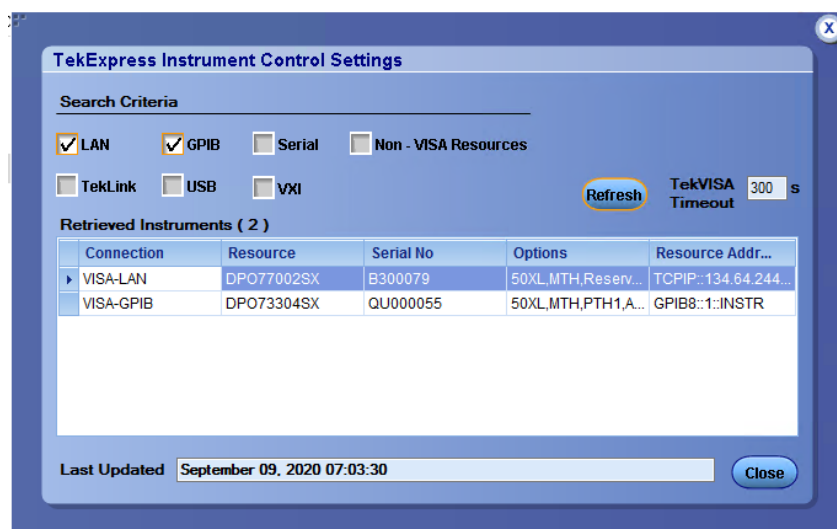 X
TekExpress Instrument Control Settings
Search Criteria
LAN GPIB Serial Non - VISA Resources
TekLink USB VXI Refresh TekVISA Timeout 300 s
Retrieved Instruments ( 2 )
Connection Resource Serial No Options Resource Addr...
VISA-LAN DPO77002SX B300079 50XL,MTH,Reserv... TCPIP::134.64.244...
VISA-GPIB DPO73304SX QU000055 50XL,MTH,PTH1,A... GPIB8::1::INSTR
Last Updated September 09, 2020 07:03:30 Close